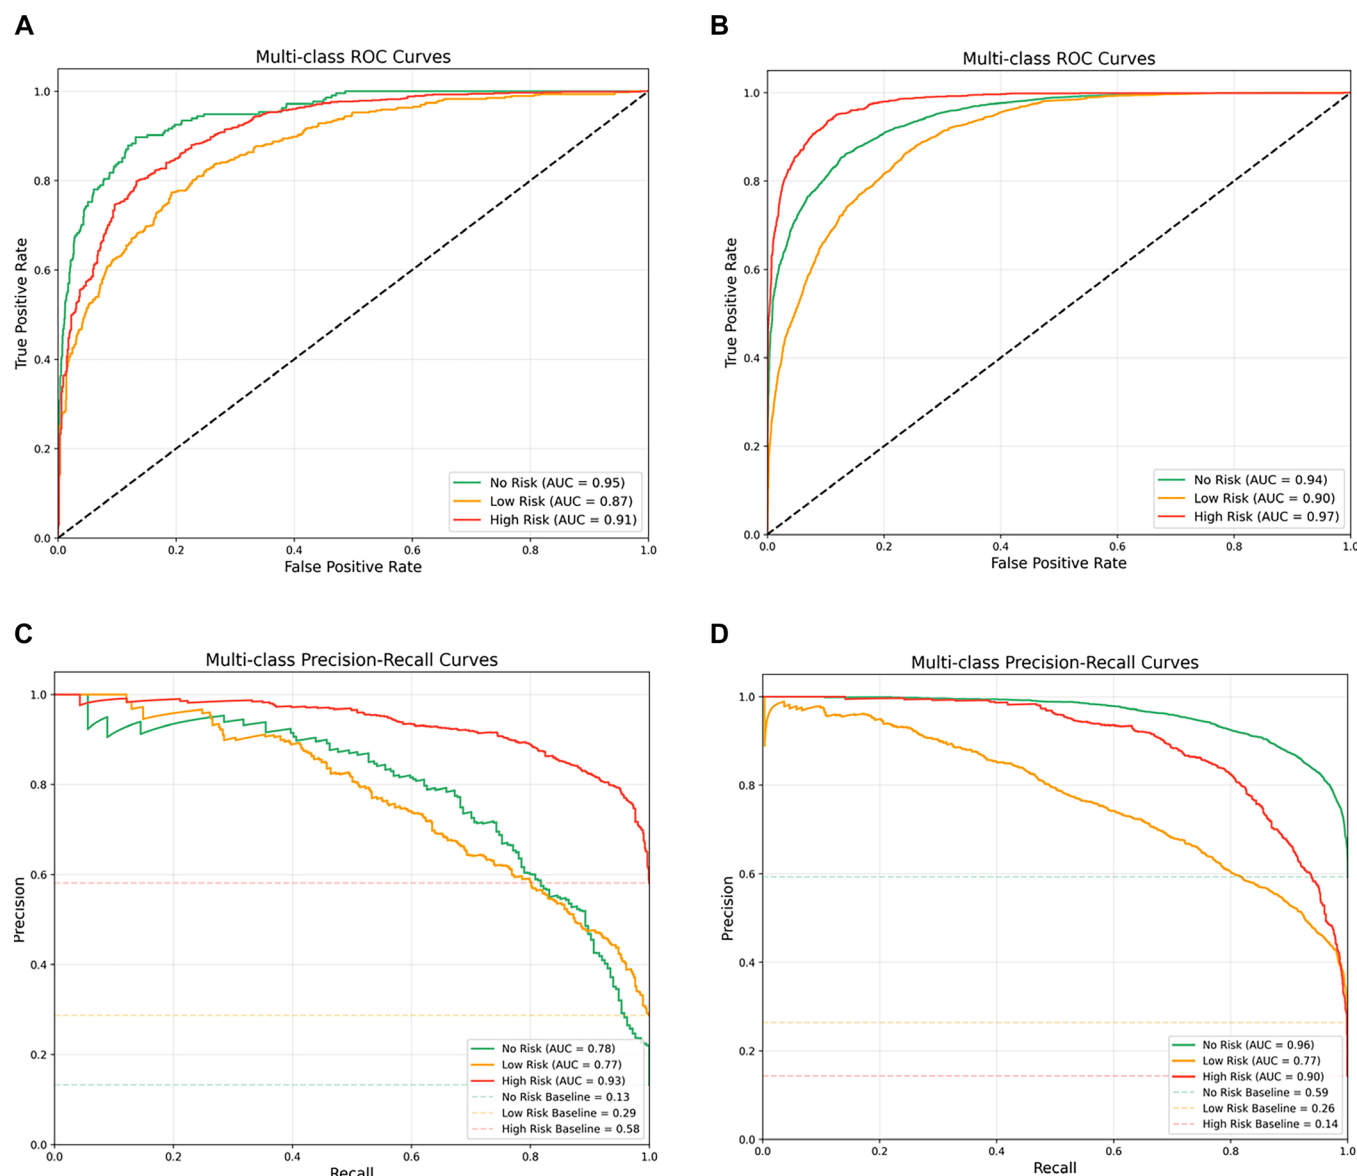 A
Multi-class ROC Curves
1.0
0.8
0.6
0.4
0.2
0.0
True Positive Rate
No Risk (AUC = 0.95)
Low Risk (AUC = 0.87)
High Risk (AUC = 0.91)
0.0 0.2 0.4 0.6 0.8 1.0
False Positive Rate
B
Multi-class ROC Curves
1.0
0.8
0.6
0.4
0.2
0.0
True Positive Rate
No Risk (AUC = 0.94)
Low Risk (AUC = 0.90)
High Risk (AUC = 0.97)
0.0 0.2 0.4 0.6 0.8 1.0
False Positive Rate
C
Multi-class Precision-Recall Curves
1.0
0.8
0.6
0.4
0.2
0.0
Precision
No Risk (AUC = 0.78)
Low Risk (AUC = 0.77)
High Risk (AUC = 0.93)
No Risk Baseline = 0.13
Low Risk Baseline = 0.29
High Risk Baseline = 0.58
0.0 0.2 0.4 0.6 0.8 1.0
Recall
D
Multi-class Precision-Recall Curves
1.0
0.8
0.6
0.4
0.2
0.0
Precision
No Risk (AUC = 0.96)
Low Risk (AUC = 0.77)
High Risk (AUC = 0.90)
No Risk Baseline = 0.59
Low Risk Baseline = 0.26
High Risk Baseline = 0.14
0.0 0.2 0.4 0.6 0.8 1.0
Recall